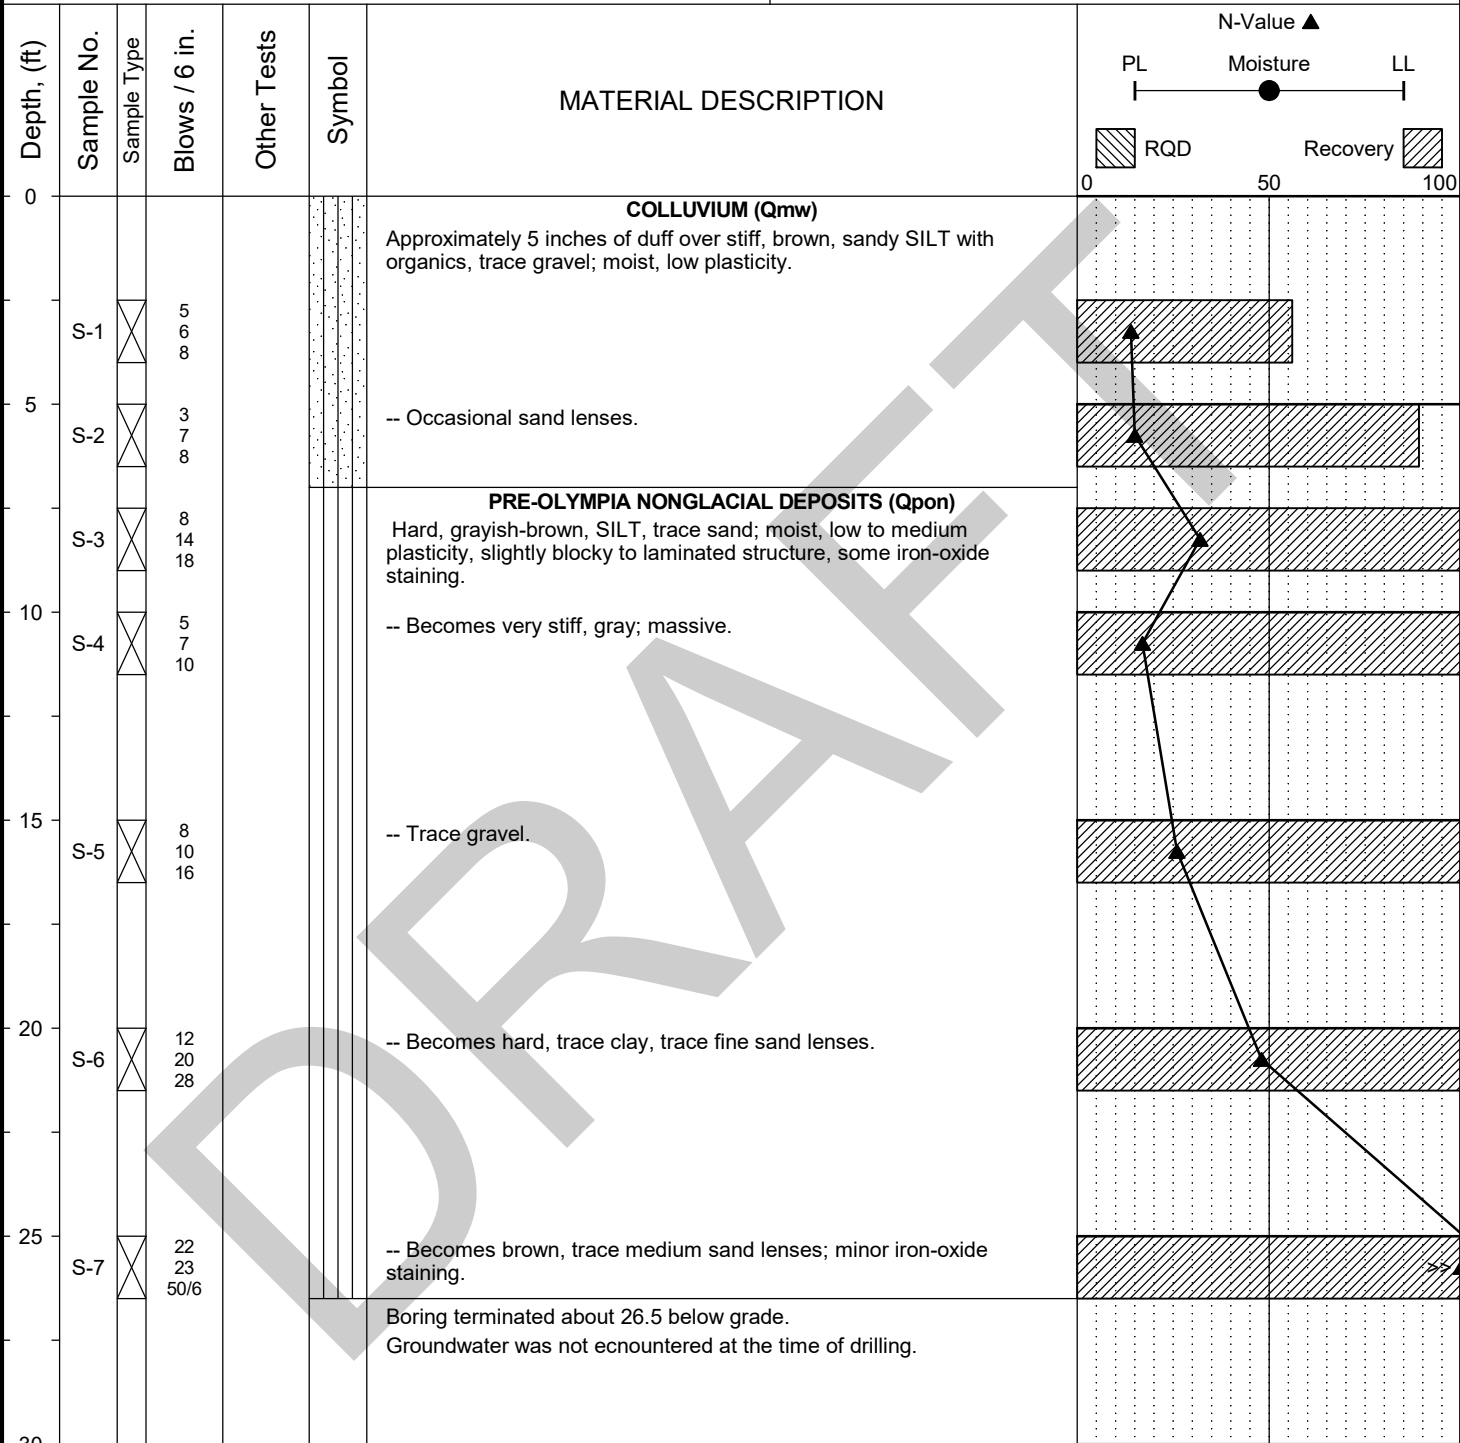 Depth, (ft)
Sample No.
Sample Type
Blows / 6 in.
Other Tests
Symbol
MATERIAL DESCRIPTION
N-Value ▲
PL Moisture LL
RQD Recovery
0 50 100
0
COLLUVIUM (Qmw)
Approximately 5 inches of duff over stiff, brown, sandy SILT with
organics, trace gravel; moist, low plasticity.
S-1
5
6
8
5
S-2
3
7
8
-- Occasional sand lenses.
PRE-OLYMPIA NONGLACIAL DEPOSITS (Qpon)
Hard, grayish-brown, SILT, trace sand; moist, low to medium
plasticity, slightly blocky to laminated structure, some iron-oxide
staining.
S-3
8
14
18
10
S-4
5
7
10
-- Becomes very stiff, gray; massive.
15
S-5
8
10
16
-- Trace gravel.
20
S-6
12
20
28
-- Becomes hard, trace clay, trace fine sand lenses.
25
S-7
22
23
50/6
-- Becomes brown, trace medium sand lenses; minor iron-oxide
staining.
>>
Boring terminated about 26.5 below grade.
Groundwater was not ecnountered at the time of drilling.
30
DRAFT